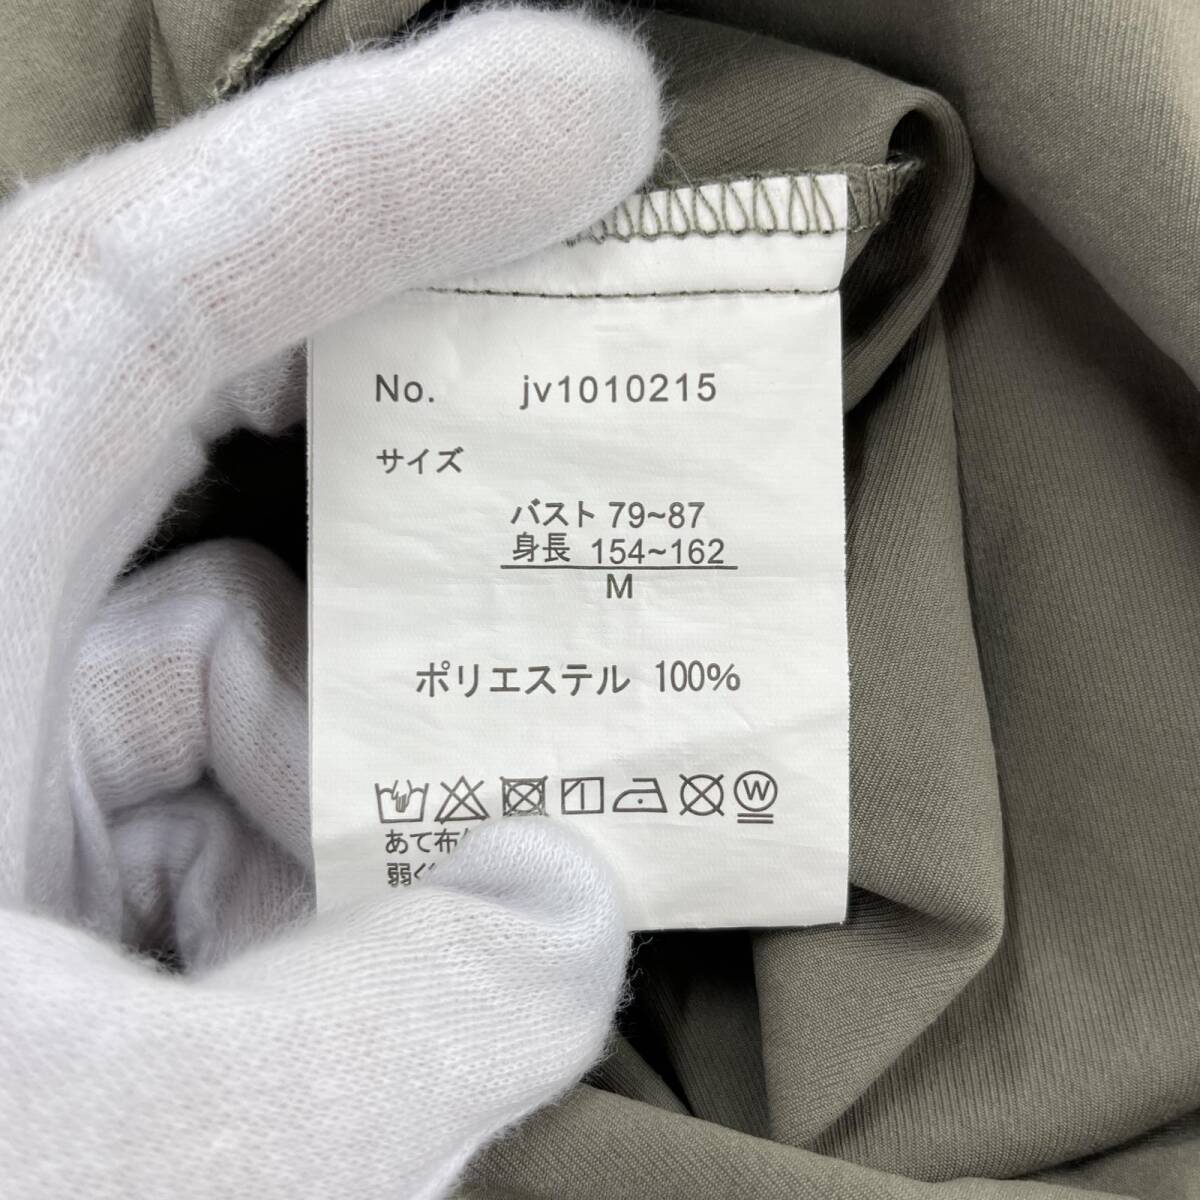 No. jv1010215
サイズ
バスト 79~87
身長 154~162
M
ポリエステル 100%
W
あて布
弱く